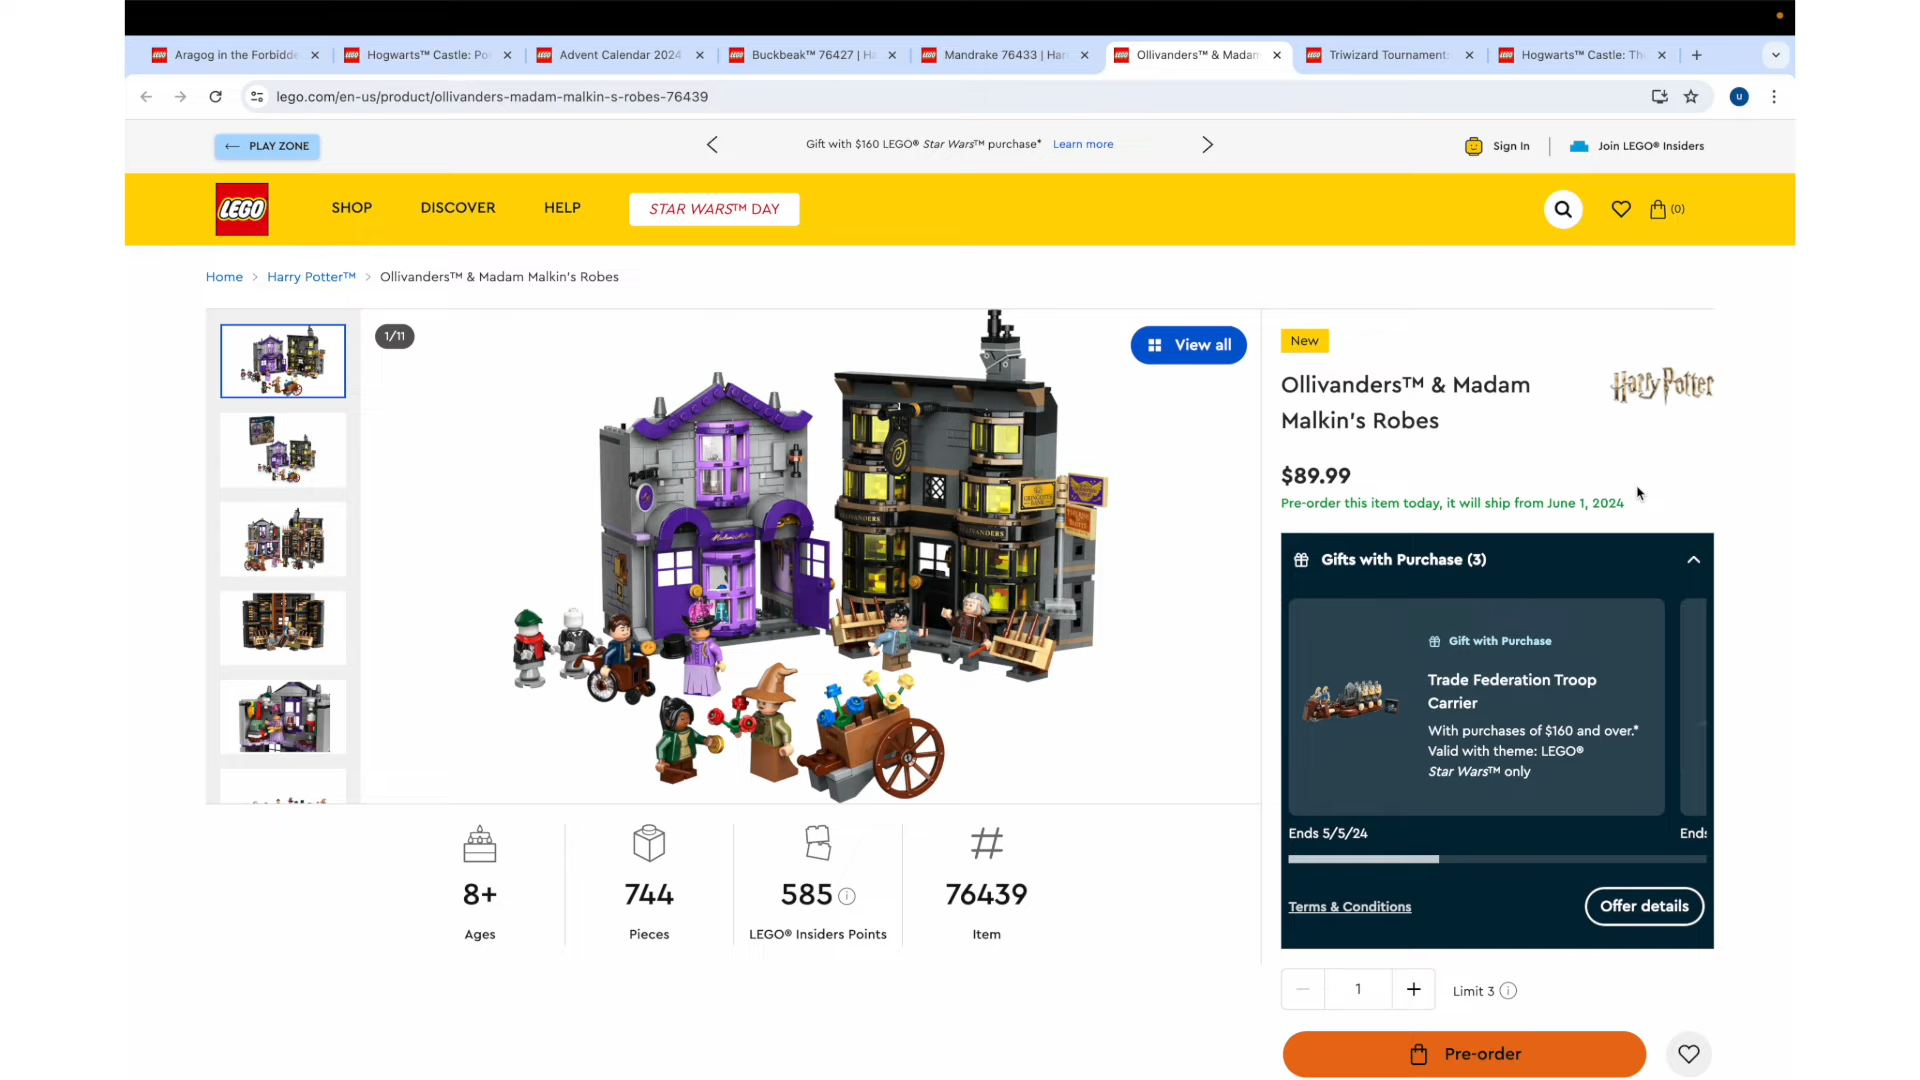 Aragog in the Forbidde
Hogwarts™ Castle: Po
Advent Calendar 2024
Buckbeak™ 76427 | Ha
Mandrake 76433 | Har
Ollivanders™ & Madam
Triwizard Tournament:
Hogwarts™ Castle: The
lego.com/en-us/product/ollivanders-madam-malkin-s-robes-76439
u
PLAY ZONE
Gift with $160 LEGO® Star Wars™ purchase* Learn more
Sign In
Join LEGO® Insiders
LEGO
SHOP
DISCOVER
HELP
STAR WARS™ DAY
(0)
Home > Harry Potter™ > Ollivanders™ & Madam Malkin's Robes
1/11
View all
OLLIVANDERS
OLLIVANDERS
GRINGOTTS
BANK
New
Ollivanders™ & Madam
Malkin's Robes
Harry Potter
$89.99
Pre-order this item today, it will ship from June 1, 2024
Gifts with Purchase (3)
Gift with Purchase
Trade Federation Troop
Carrier
With purchases of $160 and over.*
Valid with theme: LEGO®
Star Wars™ only
Ends 5/5/24
Ends
Terms & Conditions
Offer details
8+
Ages
744
Pieces
585
LEGO® Insiders Points
76439
Item
1
Limit 3
Pre-order